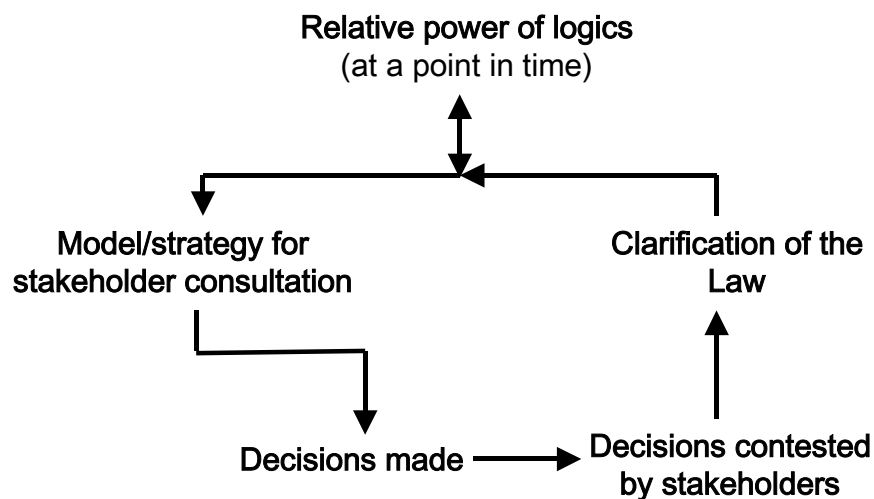 Relative power of logics
(at a point in time)
Model/strategy for
stakeholder consultation
Clarification of the
Law
Decisions made
Decisions contested
by stakeholders